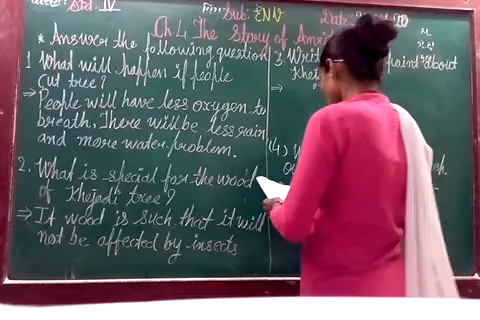 Std. IV
Sub: ENV
Date:
Ch 4 The Story of
* Answer the following question
1 What will happen if people
cut tree?
⇒ People will have less oxygen to
breath, There will be less rain
and more water problem.
2. What is special for the wood
of Khejadi tree?
⇒ It wood is such that it will
not be affected by insects
3. Writ
point about
Khej
⇒
(4)